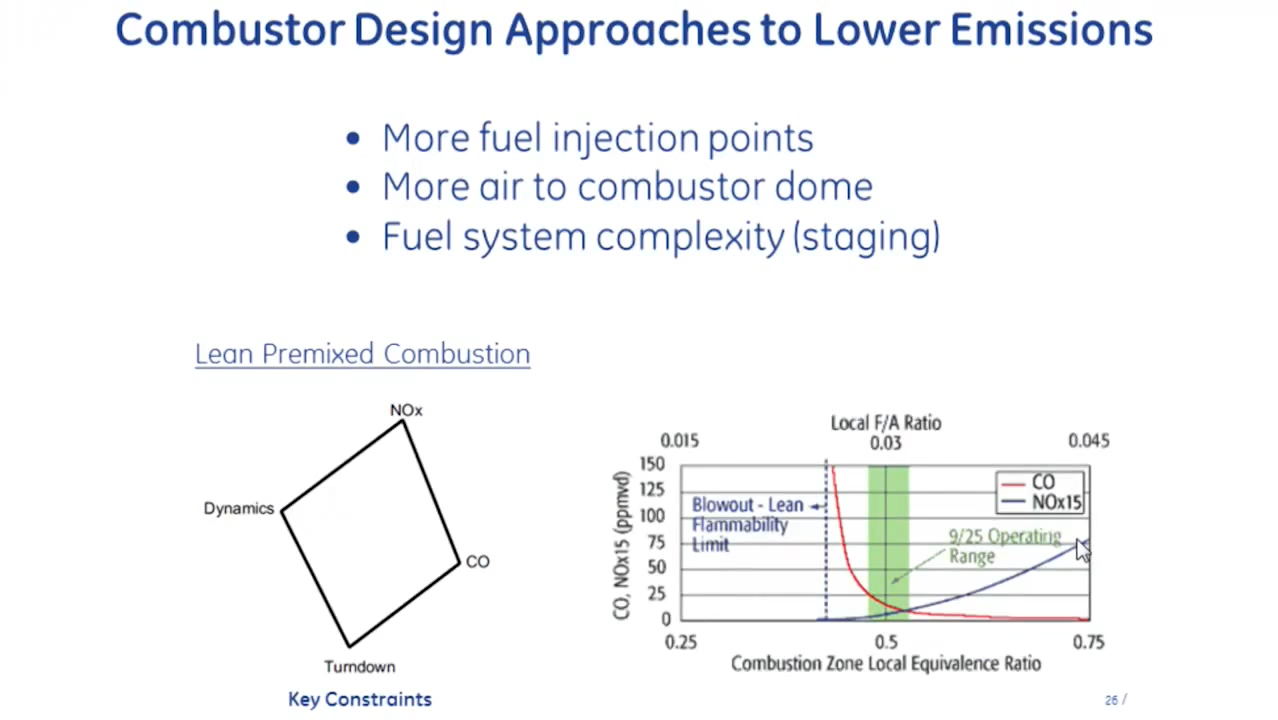 Combustor Design Approaches to Lower Emissions
• More fuel injection points
• More air to combustor dome
• Fuel system complexity (staging)
Lean Premixed Combustion
NOx
Dynamics
CO
Turndown
Key Constraints
Local F/A Ratio
0.015 0.03 0.045
150
125
100
75
50
25
0
CO, NOx15 (ppmvd)
Blowout - Lean
Flammability
Limit
CO
NOx15
9/25 Operating
Range
0.25 0.5 0.75
Combustion Zone Local Equivalence Ratio
26 /